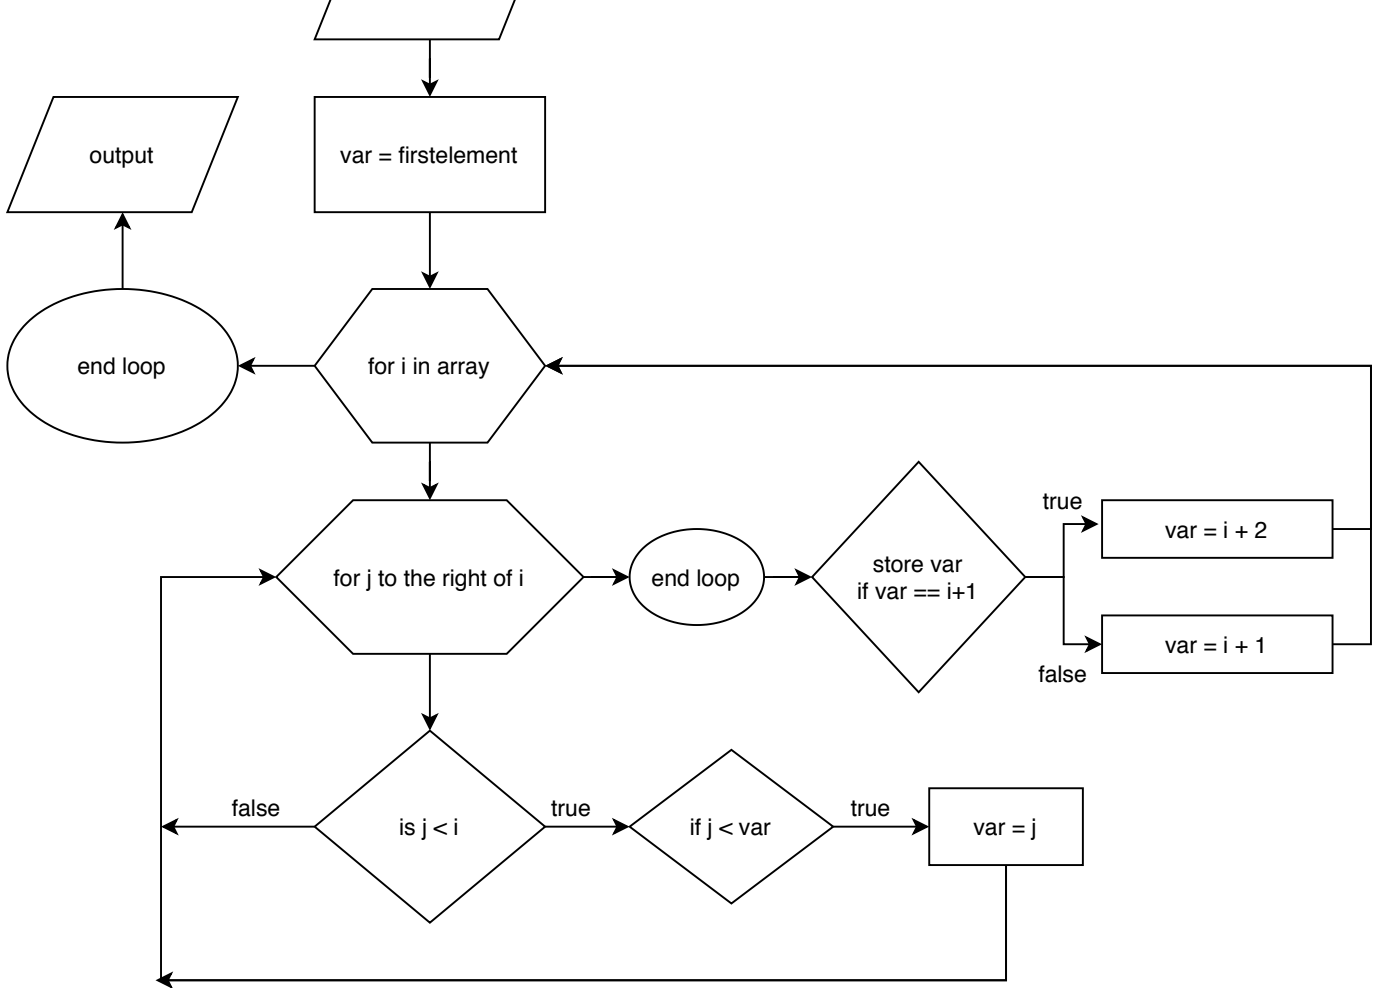 output
var = firstelement
end loop
for i in array
true
var = i + 2
store var
if var == i+1
for j to the right of i
end loop
var = i + 1
false
false
true
true
is j < i
if j < var
var = j